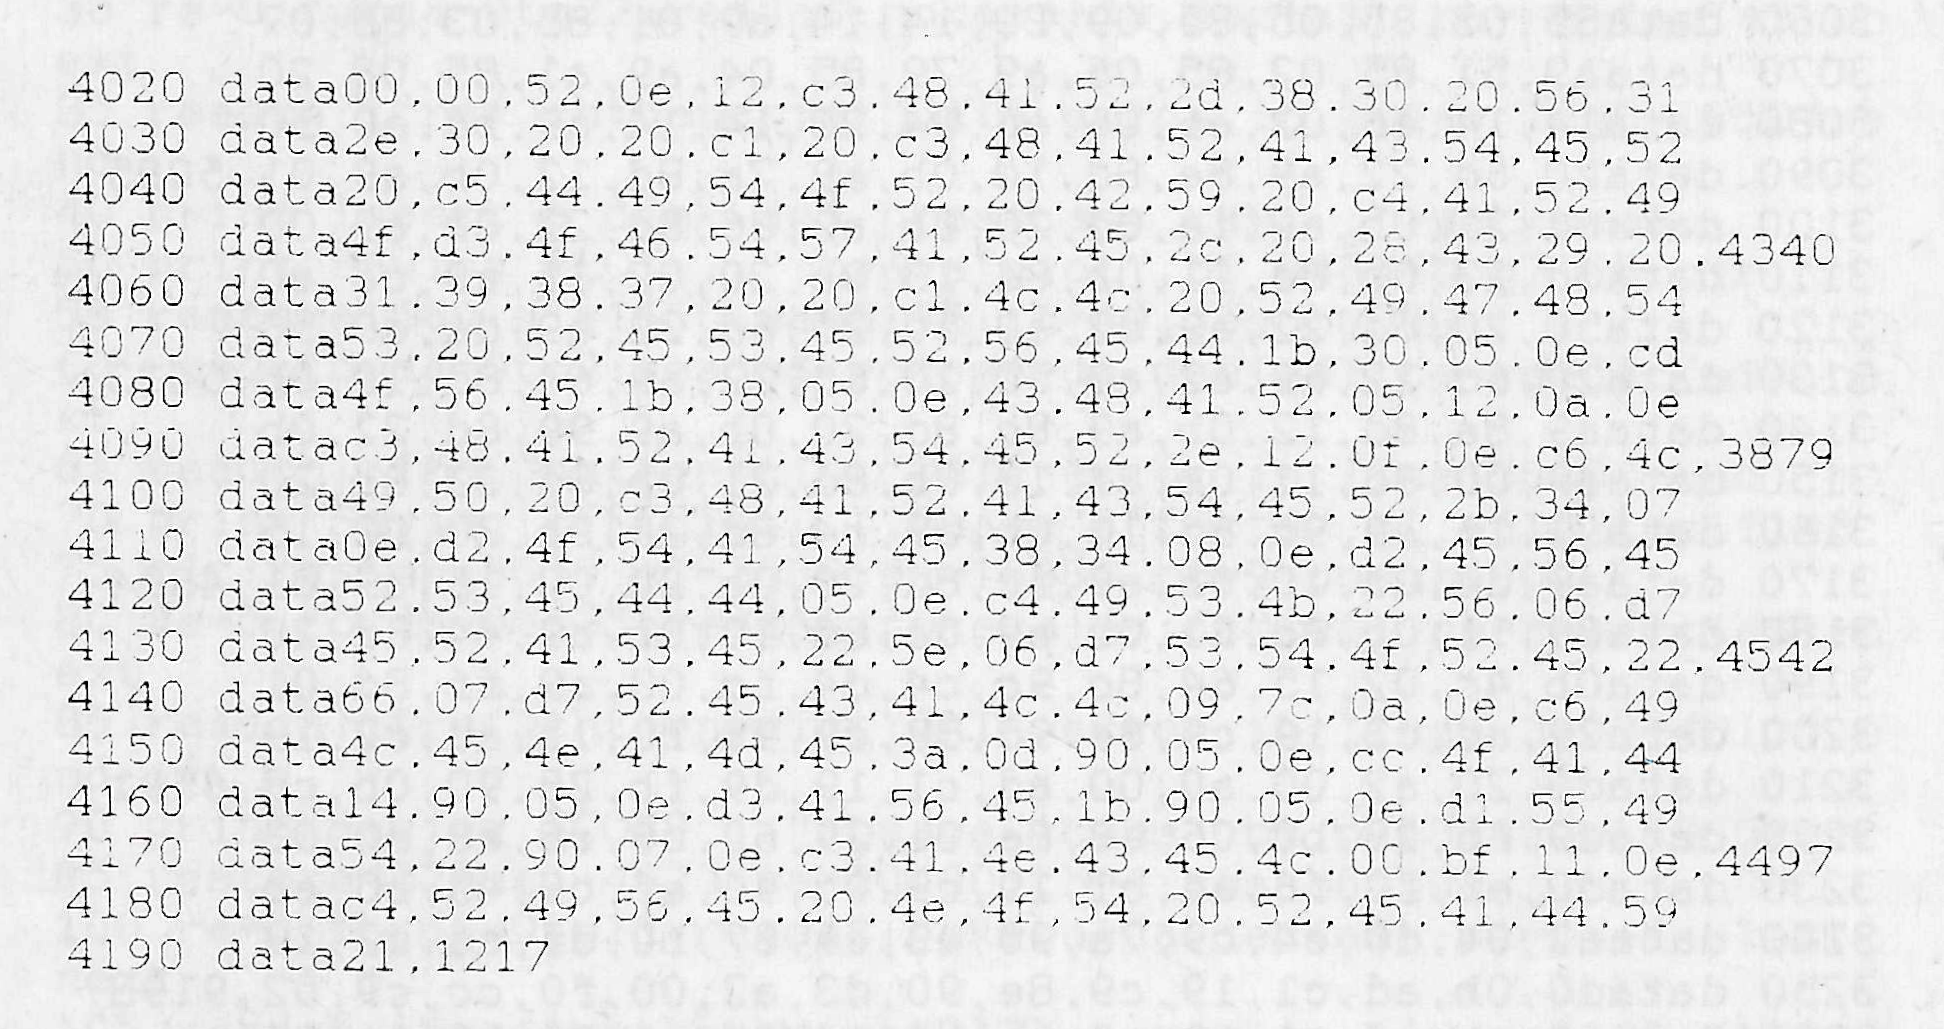 4020 data00,00,52,0e,12,c3,48,41,52,2d,38,30,20,56,31
4030 data2e,30,20,20,c1,20,c3,48,41,52,41,43,54,45,52
4040 data20,c5,44,49,54,4f,52,20,42,59,20,c4,41,52,49
4050 data4f,d3,4f,46,54,57,41,52,45,2c,20,28,43,29,20,4340
4060 data31,39,38,37,20,20,c1,4c,4c,20,52,49,47,48,54
4070 data53,20,52,45,53,45,52,56,45,44,1b,30,05,0e,cd
4080 data4f,56,45,1b,38,05,0e,43,48,41,52,05,12,0a,0e
4090 datac3,48,41,52,41,43,54,45,52,2e,12,0f,0e,c6,4c,3879
4100 data49,50,20,c3,48,41,52,41,43,54,45,52,2b,34,07
4110 data0e,d2,4f,54,41,54,45,38,34,08,0e,d2,45,56,45
4120 data52,53,45,44,44,05,0e,c4,49,53,4b,22,56,06,d7
4130 data45,52,41,53,45,22,5e,06,d7,53,54,4f,52,45,22,4542
4140 data66,07,d7,52,45,43,41,4c,4c,09,7c,0a,0e,c6,49
4150 data4c,45,4e,41,4d,45,3a,0d,90,05,0e,cc,4f,41,44
4160 data14,90,05,0e,d3,41,56,45,1b,90,05,0e,d1,55,49
4170 data54,22,90,07,0e,c3,41,4e,43,45,4c,00,bf,11,0e,4497
4180 datac4,52,49,56,45,20,4e,4f,54,20,52,45,41,44,59
4190 data21,1217